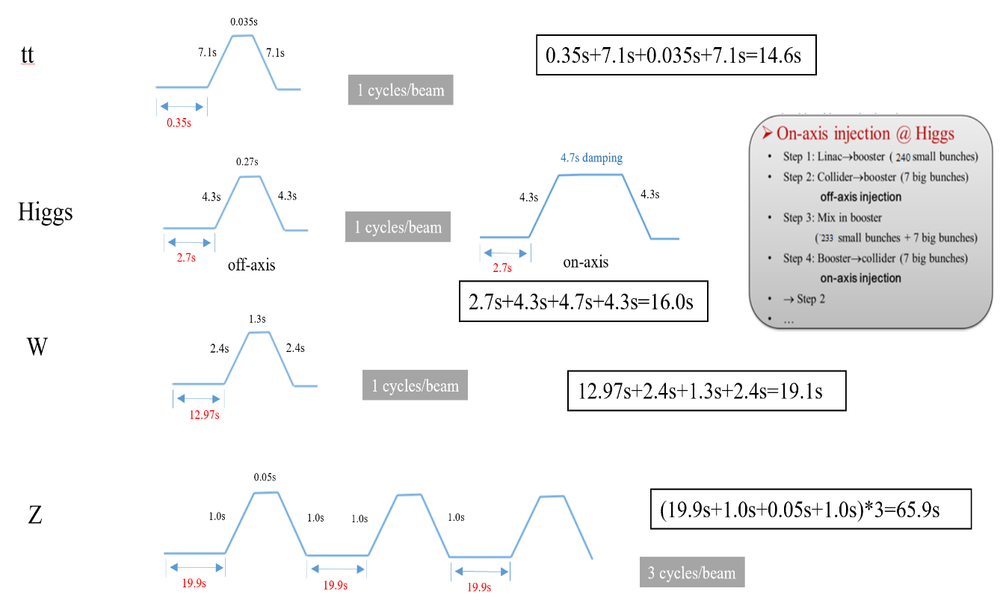 tt
0.035s
7.1s
7.1s
0.35s
1 cycles/beam
0.35s+7.1s+0.035s+7.1s=14.6s
Higgs
0.27s
4.3s
4.3s
2.7s
off-axis
1 cycles/beam
4.7s damping
4.3s
4.3s
2.7s
on-axis
2.7s+4.3s+4.7s+4.3s=16.0s
➢ On-axis injection @ Higgs
• Step 1: Linac→booster ( 240 small bunches)
• Step 2: Collider→booster (7 big bunches)
off-axis injection
• Step 3: Mix in booster
(˜233 small bunches + 7 big bunches)
• Step 4: Booster→collider (7 big bunches)
on-axis injection
• → Step 2
• …
W
1.3s
2.4s
2.4s
12.97s
1 cycles/beam
12.97s+2.4s+1.3s+2.4s=19.1s
Z
0.05s
1.0s
1.0s
1.0s
1.0s
19.9s
19.9s
19.9s
(19.9s+1.0s+0.05s+1.0s)*3=65.9s
3 cycles/beam